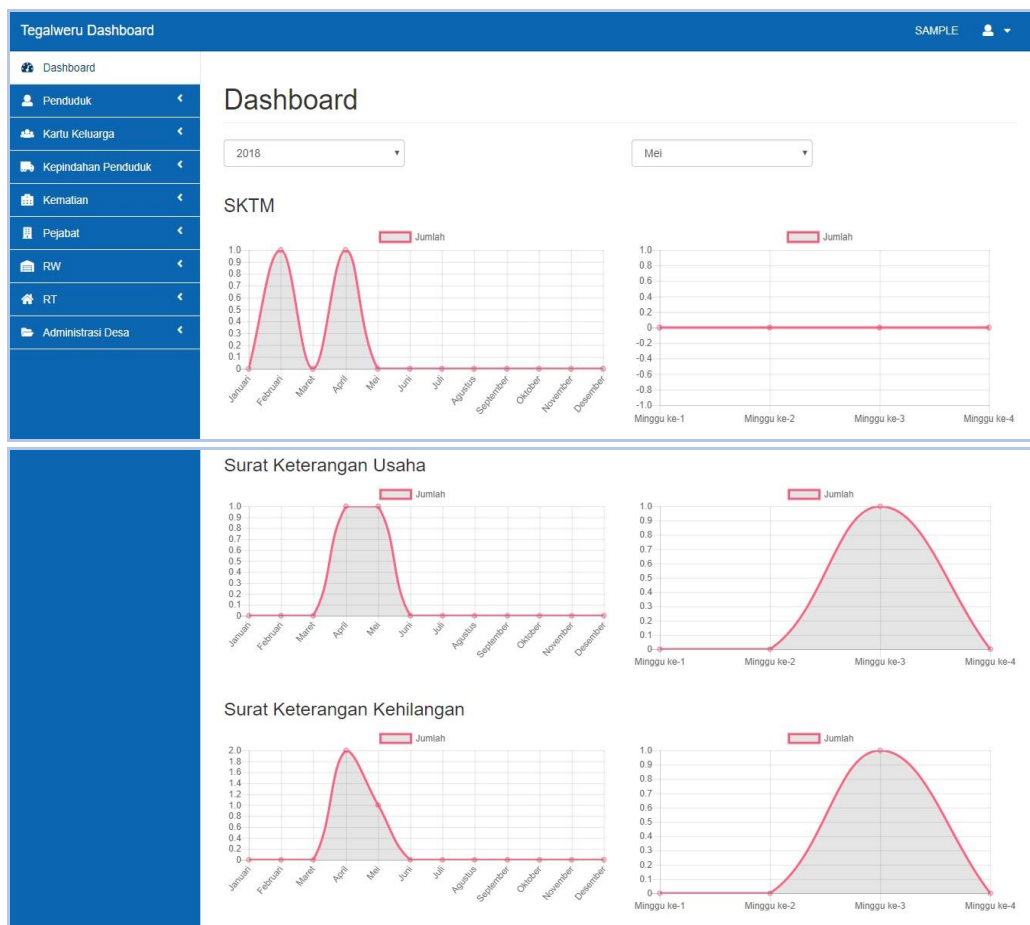 Tegalweru Dashboard
SAMPLE
Dashboard
Penduduk
Kartu Keluarga
Kepindahan Penduduk
Kematian
Pejabat
RW
RT
Administrasi Desa
Dashboard
2018
Mei
SKTM
Jumlah
1.0
0.9
0.8
0.7
0.6
0.5
0.4
0.3
0.2
0.1
0
Januari
Februari
Maret
April
Mei
Juni
Juli
Agustus
September
Oktober
November
Desember
Jumlah
1.0
0.8
0.6
0.4
0.2
0
-0.2
-0.4
-0.6
-0.8
-1.0
Minggu ke-1
Minggu ke-2
Minggu ke-3
Minggu ke-4
Surat Keterangan Usaha
Jumlah
1.0
0.9
0.8
0.7
0.6
0.5
0.4
0.3
0.2
0.1
0
Januari
Februari
Maret
April
Mei
Juni
Juli
Agustus
September
Oktober
November
Desember
Jumlah
1.0
0.9
0.8
0.7
0.6
0.5
0.4
0.3
0.2
0.1
0
Minggu ke-1
Minggu ke-2
Minggu ke-3
Minggu ke-4
Surat Keterangan Kehilangan
Jumlah
2.0
1.8
1.6
1.4
1.2
1.0
0.8
0.6
0.4
0.2
0
Januari
Februari
Maret
April
Mei
Juni
Juli
Agustus
September
Oktober
November
Desember
Jumlah
1.0
0.9
0.8
0.7
0.6
0.5
0.4
0.3
0.2
0.1
0
Minggu ke-1
Minggu ke-2
Minggu ke-3
Minggu ke-4